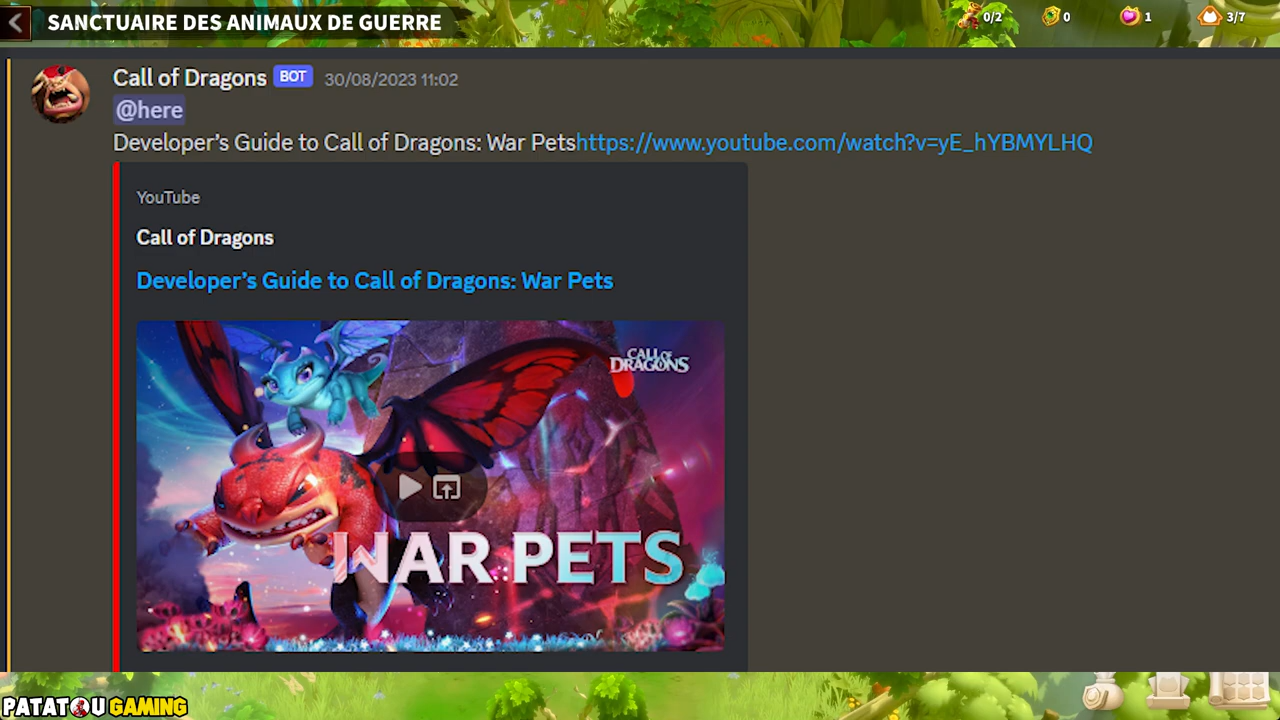 SANCTUAIRE DES ANIMAUX DE GUERRE
0/2
0
1
3/7
Call of Dragons BOT 30/08/2023 11:02
@here
Developer’s Guide to Call of Dragons: War Petshttps://www.youtube.com/watch?v=yE_hYBMYLHQ
YouTube
Call of Dragons
Developer’s Guide to Call of Dragons: War Pets
CALL OF
DRAGONS
WAR PETS
PATATOU GAMING